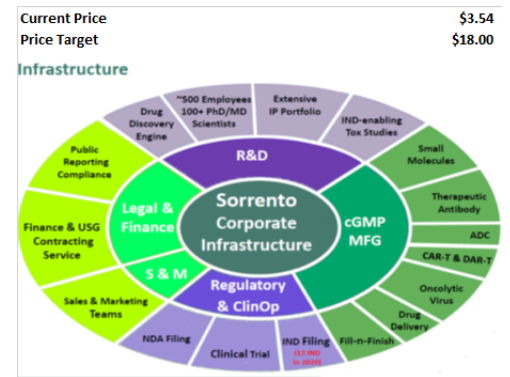 Current Price $3.54
Price Target $18.00
Infrastructure
~500 Employees
100+ PhD/MD
Scientists
Extensive
IP Portfolio
Drug
Discovery
Engine
IND-enabling
Tox Studies
Public
Reporting
Compliance
R&D
Small
Molecules
Legal &
Finance
Sorrento
Corporate
Infrastructure
cGMP
MFG
Therapeutic
Antibody
Finance & USG
Contracting
Service
ADC
CAR-T & DAR-T
S & M
Regulatory
& ClinOp
Oncolytic
Virus
Sales & Marketing
Teams
Drug
Delivery
NDA Filing
Clinical Trial
IND Filing
(12 IND
in 2020)
Fill-n-Finish